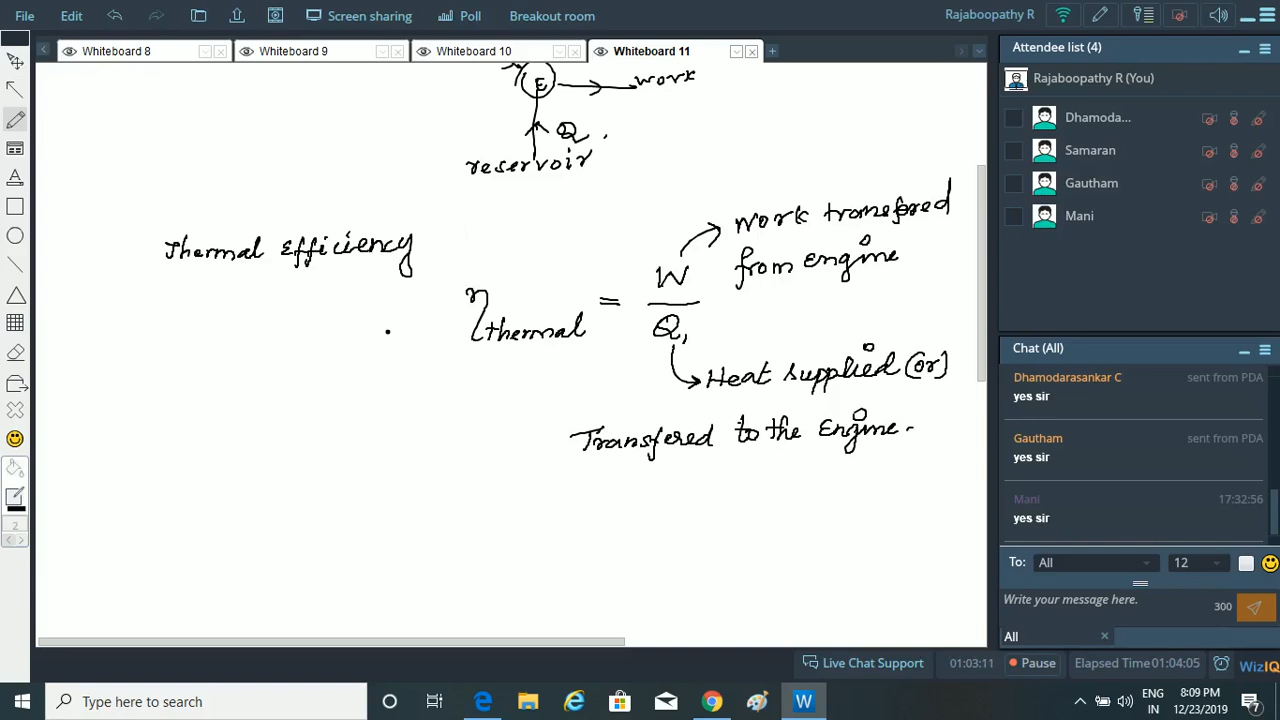 File Edit Screen sharing Poll Breakout room Rajaboopathy R
Whiteboard 8 Whiteboard 9 Whiteboard 10 Whiteboard 11
Attendee list (4)
Rajaboopathy R (You)
Dhamoda...
Samaran
Gautham
Mani
E work
Q
reservoir
Thermal efficiency
η thermal = W / Q1
Work transferred
from engine
Heat supplied (or)
Transfered to the Engine.
Chat (All)
Dhamodarasankar C sent from PDA
yes sir
Gautham sent from PDA
yes sir
Mani 17:32:56
yes sir
To: All 12
Write your message here. 300
All
2
Live Chat Support 01:03:11 Pause Elapsed Time 01:04:05 WizIQ
Type here to search
ENG 8:09 PM
IN 12/23/2019 7